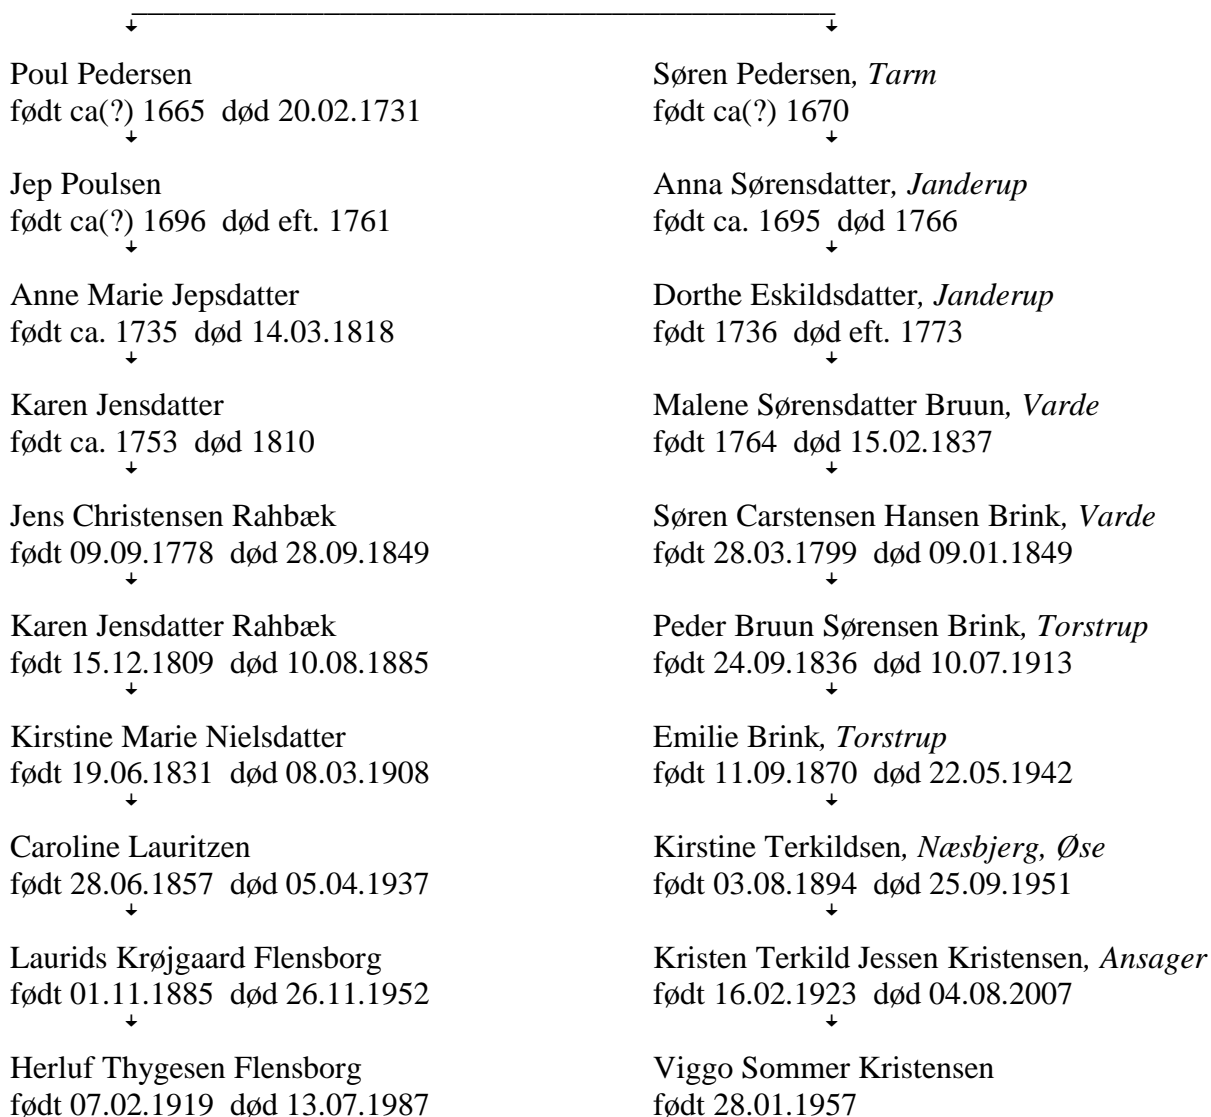 Poul Pedersen
født ca(?) 1665 død 20.02.1731
Jep Poulsen
født ca(?) 1696 død eft. 1761
Anne Marie Jepsdatter
født ca. 1735 død 14.03.1818
Karen Jensdatter
født ca. 1753 død 1810
Jens Christensen Rahbæk
født 09.09.1778 død 28.09.1849
Karen Jensdatter Rahbæk
født 15.12.1809 død 10.08.1885
Kirstine Marie Nielsdatter
født 19.06.1831 død 08.03.1908
Caroline Lauritzen
født 28.06.1857 død 05.04.1937
Laurids Krøjgaard Flensborg
født 01.11.1885 død 26.11.1952
Herluf Thygesen Flensborg
født 07.02.1919 død 13.07.1987
Søren Pedersen, Tarm
født ca(?) 1670
Anna Sørensdatter, Janderup
født ca. 1695 død 1766
Dorthe Eskildsdatter, Janderup
født 1736 død eft. 1773
Malene Sørensdatter Bruun, Varde
født 1764 død 15.02.1837
Søren Carstensen Hansen Brink, Varde
født 28.03.1799 død 09.01.1849
Peder Bruun Sørensen Brink, Torstrup
født 24.09.1836 død 10.07.1913
Emilie Brink, Torstrup
født 11.09.1870 død 22.05.1942
Kirstine Terkildsen, Næsbjerg, Øse
født 03.08.1894 død 25.09.1951
Kristen Terkild Jessen Kristensen, Ansager
født 16.02.1923 død 04.08.2007
Viggo Sommer Kristensen
født 28.01.1957